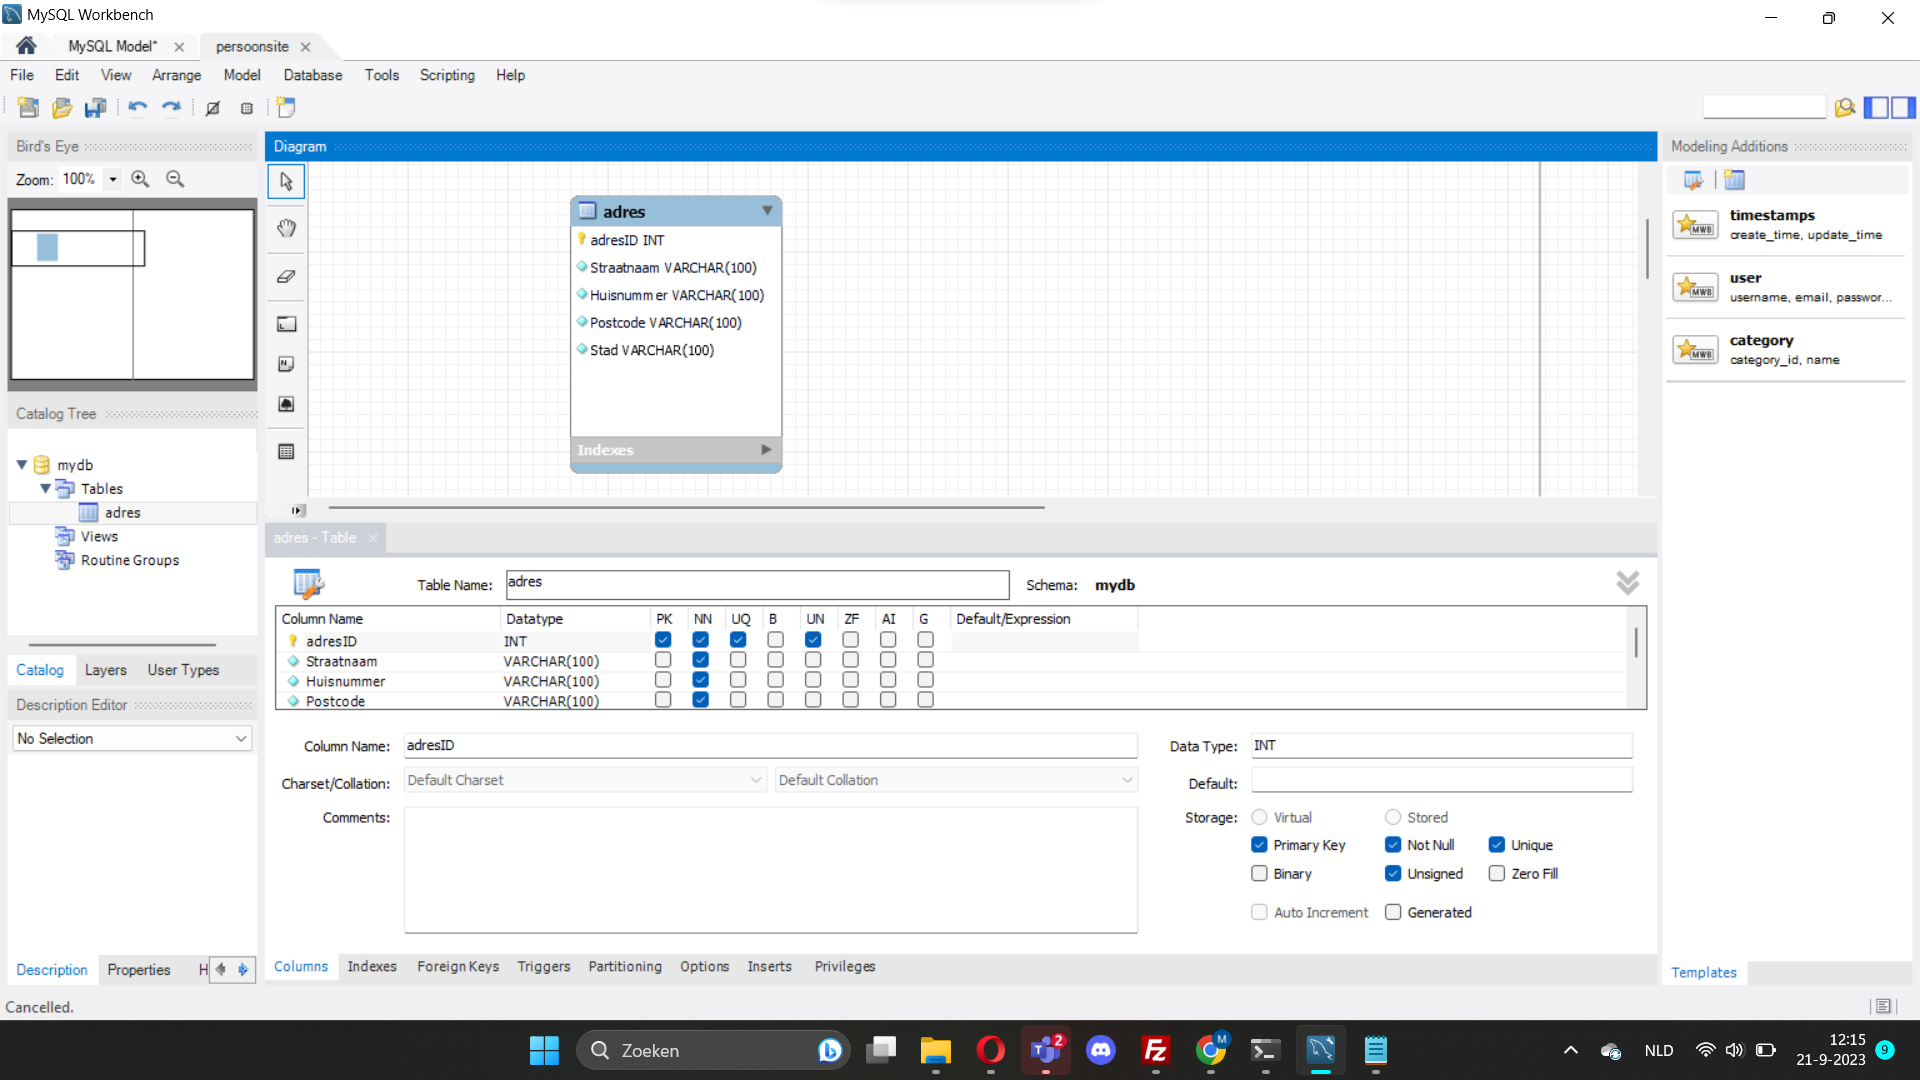 MySQL Workbench
MySQL Model*
persoonsite
File Edit View Arrange Model Database Tools Scripting Help
Bird's Eye
Zoom: 100%
Catalog Tree
mydb
Tables
adres
Views
Routine Groups
Catalog Layers User Types
Description Editor
No Selection
Description Properties H
Cancelled.
Diagram
adres
adresID INT
Straatnaam VARCHAR(100)
Huisnummer VARCHAR(100)
Postcode VARCHAR(100)
Stad VARCHAR(100)
Indexes
adres - Table
Table Name: adres Schema: mydb
Column Name Datatype PK NN UQ B UN ZF AI G Default/Expression
adresID INT
Straatnaam VARCHAR(100)
Huisnummer VARCHAR(100)
Postcode VARCHAR(100)
Column Name: adresID Data Type: INT
Charset/Collation: Default Charset Default Collation Default:
Comments: Storage: Virtual Stored
Primary Key Not Null Unique
Binary Unsigned Zero Fill
Auto Increment Generated
Columns Indexes Foreign Keys Triggers Partitioning Options Inserts Privileges
Modeling Additions
MWB
timestamps
create_time, update_time
MWB
user
username, email, passwor...
MWB
category
category_id, name
Templates
Zoeken
2
M
Fz
NLD
12:15
21-9-2023
9